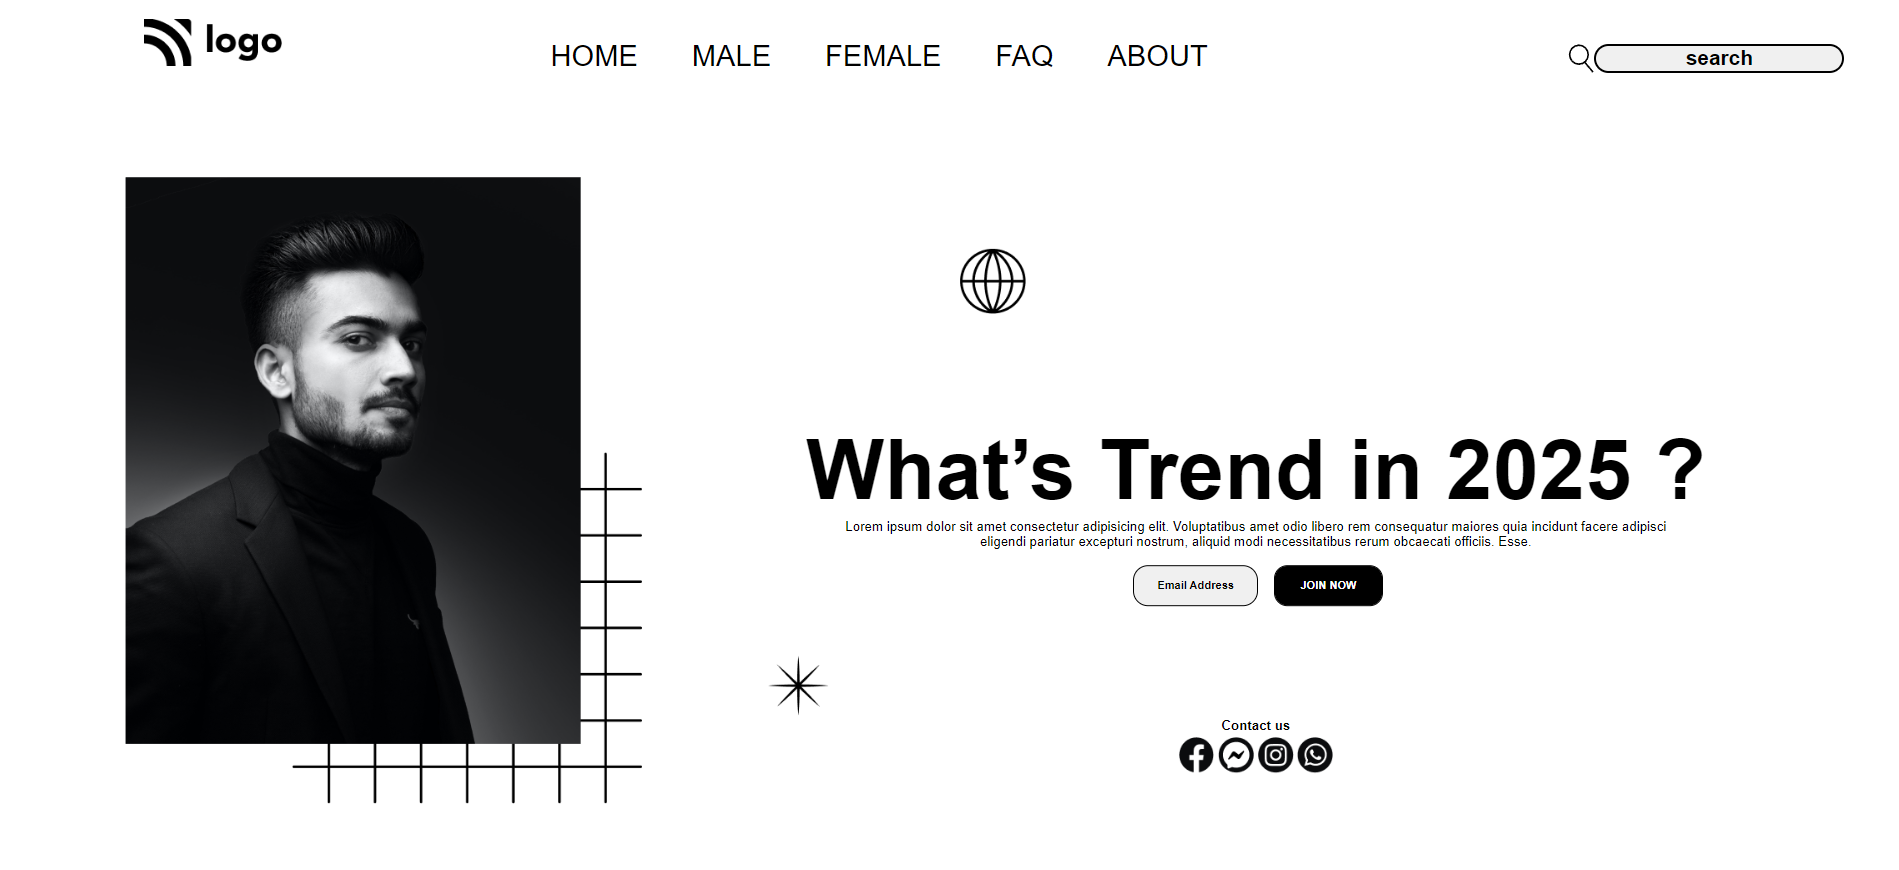 logo
HOME MALE FEMALE FAQ ABOUT
search
What’s Trend in 2025 ?
Lorem ipsum dolor sit amet consectetur adipisicing elit. Voluptatibus amet odio libero rem consequatur maiores quia incidunt facere adipisci
eligendi pariatur excepturi nostrum, aliquid modi necessitatibus rerum obcaecati officiis. Esse.
Email Address JOIN NOW
Contact us